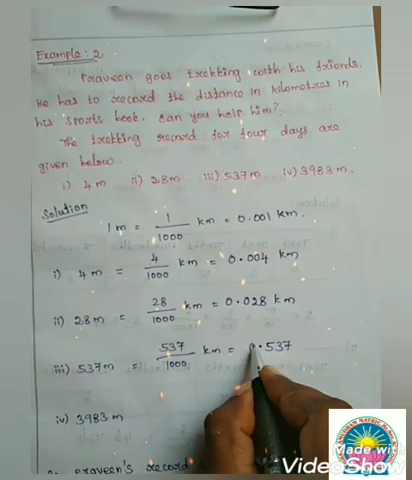 Example: 2
Praveen goes trekking with his friends.
He has to record the distance in kilometres in
his sports book. Can you help him?
The trekking record for four days are
given below.
i) 4 m ii) 28 m iii) 537 m iv) 3983 m.
Solution
1 m = 1/1000 km = 0.001 km.
i) 4 m = 4/1000 km = 0.004 km
ii) 28 m = 28/1000 km = 0.028 km
iii) 537 m = 537/1000 km = 0.537
iv) 3983 m
Praveen's record
Made with
VideoShow